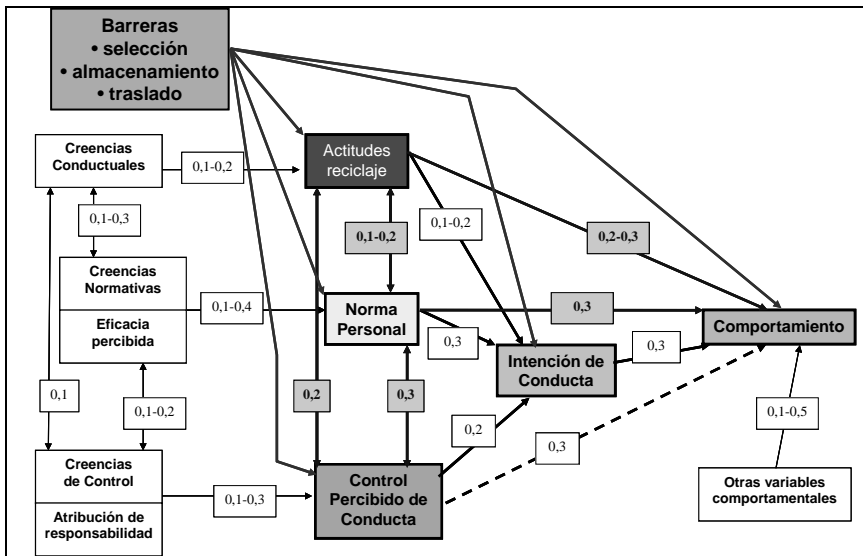 Barreras
• selección
• almacenamiento
• traslado
Creencias
Conductuales
0,1-0,2
Actitudes
reciclaje
0,1-0,3
0,1-0,2
0,1-0,2
0,2-0,3
Creencias
Normativas
Eficacia
percibida
0,1-0,4
Norma
Personal
0,3
0,3
Comportamiento
Intención de
Conducta
0,3
0,1
0,1-0,2
0,2
0,3
0,2
0,3
0,1-0,5
Creencias
de Control
Atribución de
responsabilidad
0,1-0,3
Control
Percibido de
Conducta
Otras variables
comportamentales